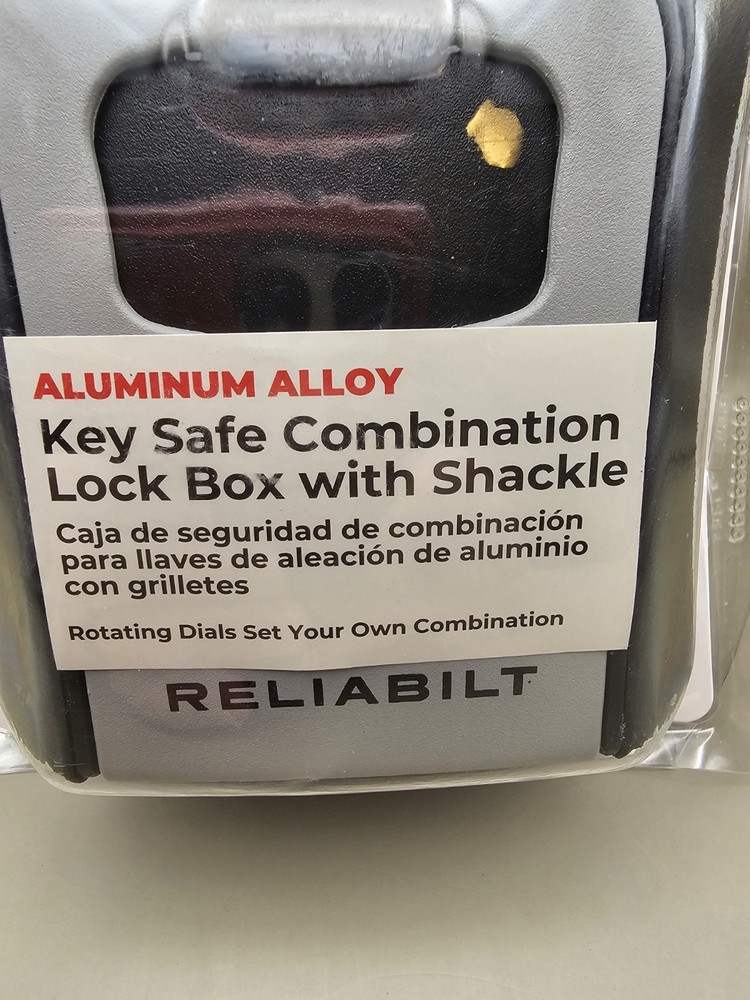 ALUMINUM ALLOY
Key Safe Combination
Lock Box with Shackle
Caja de seguridad de combinación
para llaves de aleación de aluminio
con grilletes
Rotating Dials Set Your Own Combination
RELIABILT